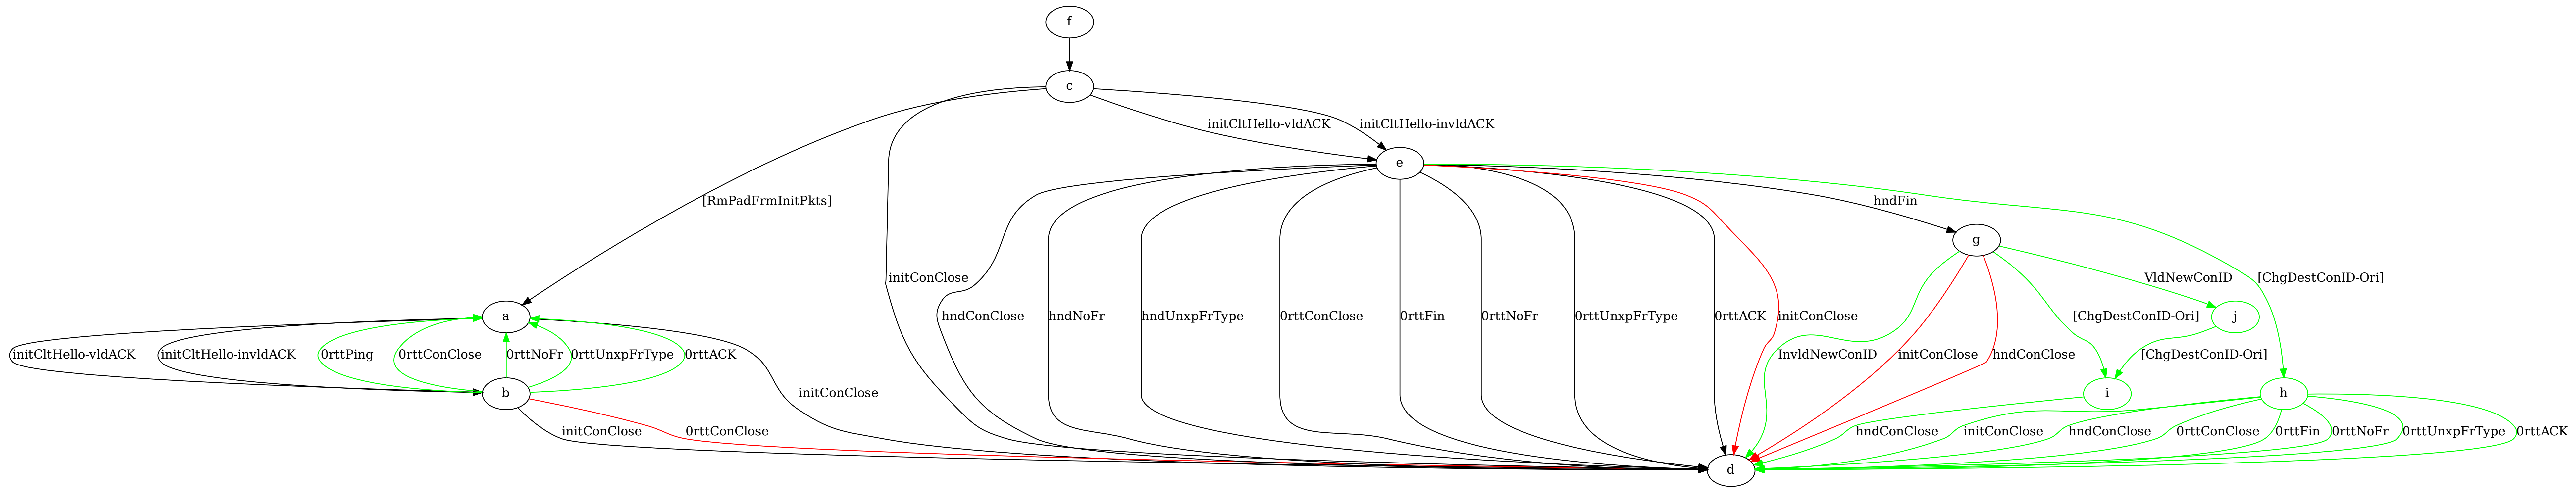 f
c
initCltHello-vldACK
initCltHello-invldACK
e
[RmPadFrmInitPkts]
hndFin
g
initConClose
VldNewConID
[ChgDestConID-Ori]
a
hndConClose
hndNoFr
hndUnxpFrType
0rttConClose
0rttFin
0rttNoFr
0rttUnxpFrType
0rttACK
initConClose
[ChgDestConID-Ori]
j
initCltHello-vldACK
initCltHello-invldACK
0rttPing
0rttConClose
0rttNoFr
0rttUnxpFrType
0rttACK
InvldNewConID
initConClose
hndConClose
[ChgDestConID-Ori]
b
initConClose
i
h
initConClose
0rttConClose
hndConClose
initConClose
hndConClose
0rttConClose
0rttFin
0rttNoFr
0rttUnxpFrType
0rttACK
d